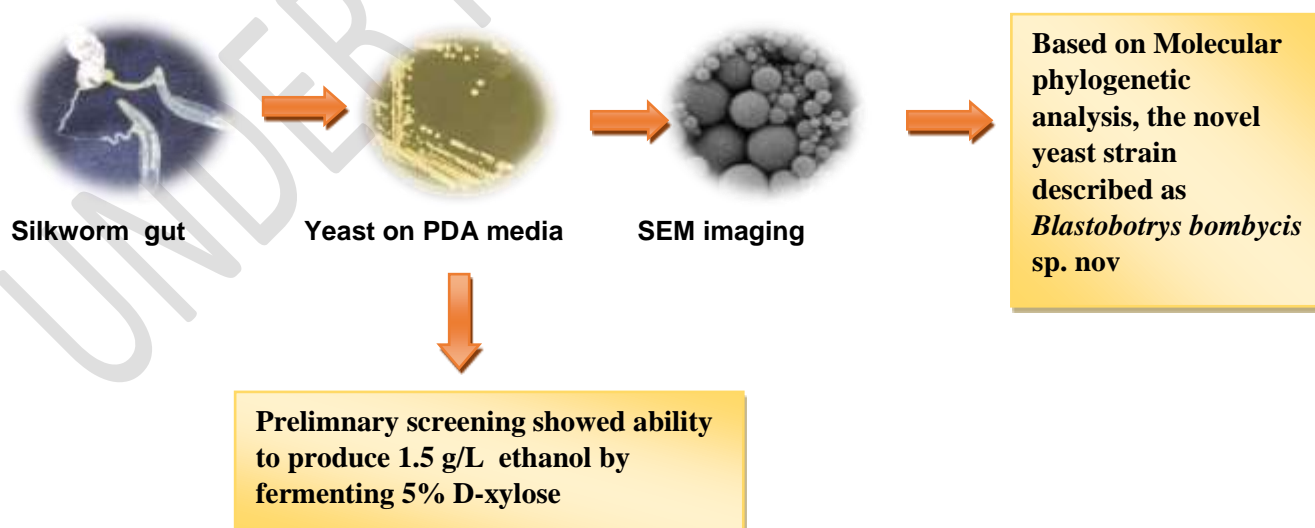 Silkworm gut
Yeast on PDA media
SEM imaging
Based on Molecular
phylogenetic
analysis, the novel
yeast strain
described as
Blastobotrys bombycis
sp. nov
Prelimnary screening showed ability
to produce 1.5 g/L ethanol by
fermenting 5% D-xylose
UNDER